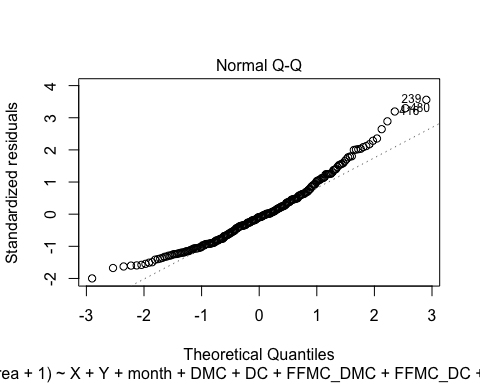 Normal Q-Q
Standardized residuals
4
3
2
1
0
-1
-2
239
480
-3 -2 -1 0 1 2 3
Theoretical Quantiles
rea + 1) ~ X + Y + month + DMC + DC + FFMC_DMC + FFMC_DC +